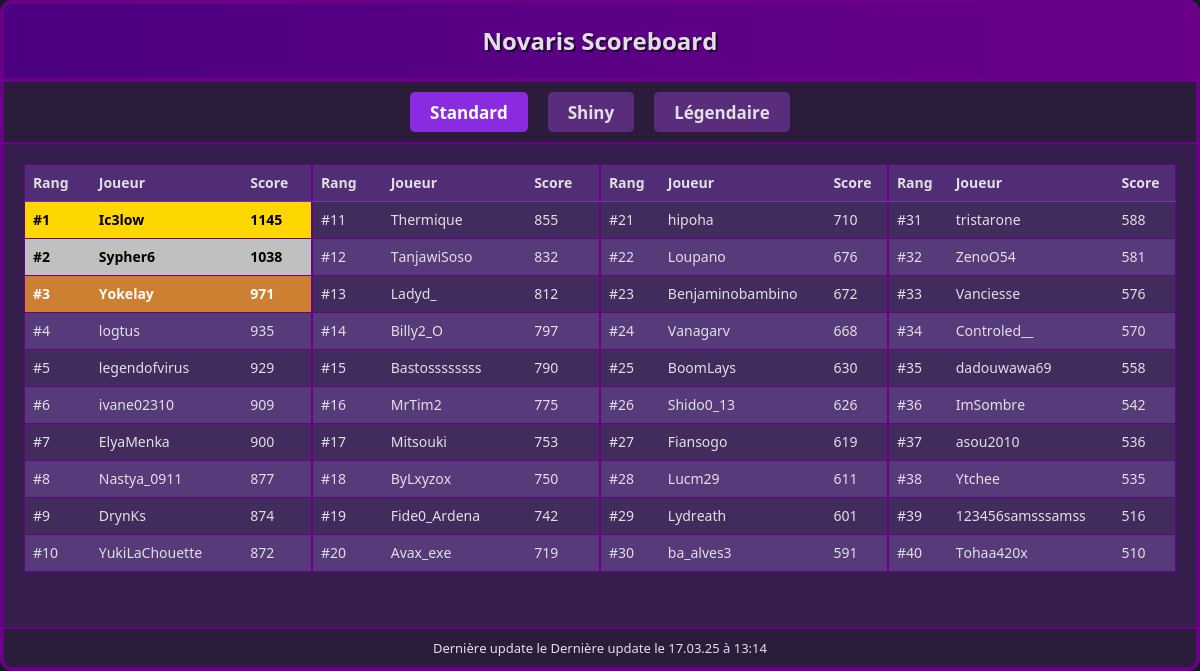 Novaris Scoreboard
Standard Shiny Légendaire
Rang Joueur Score Rang Joueur Score Rang Joueur Score Rang Joueur Score
#1 Ic3low 1145 #11 Thermique 855 #21 hipoha 710 #31 tristarone 588
#2 Sypher6 1038 #12 TanjawiSoso 832 #22 Loupano 676 #32 ZenoO54 581
#3 Yokelay 971 #13 Ladyd_ 812 #23 Benjaminobambino 672 #33 Vanciesse 576
#4 logtus 935 #14 Billy2_O 797 #24 Vanagarv 668 #34 Controled__ 570
#5 legendofvirus 929 #15 Bastossssssss 790 #25 BoomLays 630 #35 dadouwawa69 558
#6 ivane02310 909 #16 MrTim2 775 #26 Shido0_13 626 #36 ImSombre 542
#7 ElyaMenka 900 #17 Mitsouki 753 #27 Fiansogo 619 #37 asou2010 536
#8 Nastya_0911 877 #18 ByLxyzox 750 #28 Lucm29 611 #38 Ytchee 535
#9 DrynKs 874 #19 Fide0_Ardena 742 #29 Lydreath 601 #39 123456samsssamss 516
#10 YukiLaChouette 872 #20 Avax_exe 719 #30 ba_alves3 591 #40 Tohaa420x 510
Dernière update le Dernière update le 17.03.25 à 13:14